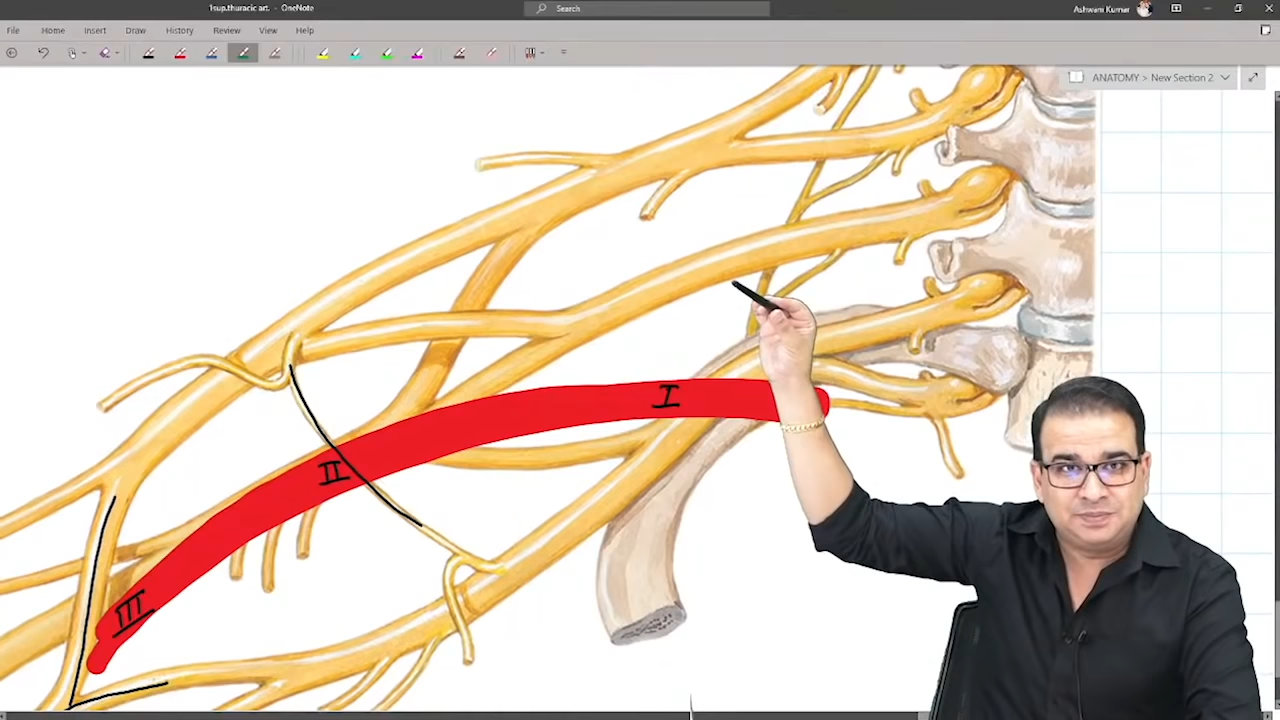 1sup.thuracic art. - OneNote
Search
Ashwani Kumar
File Home Insert Draw History Review View Help
ANATOMY > New Section 2
I
II
III